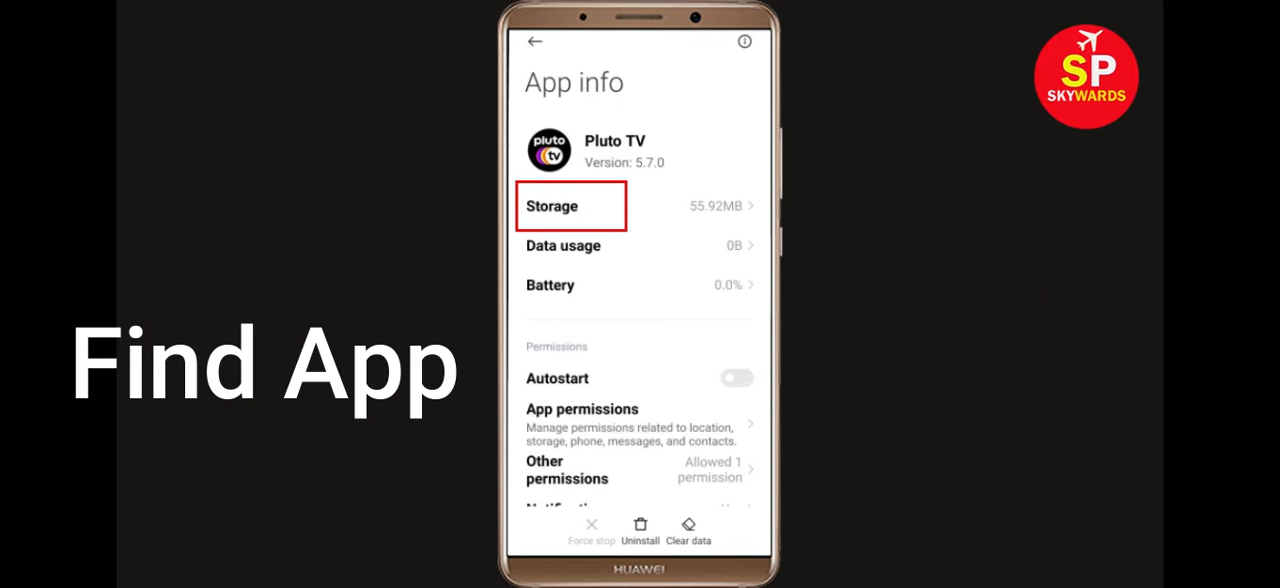 SP
SKYWARDS
App info
pluto
tv
Pluto TV
Version: 5.7.0
Storage
55.92MB
Data usage
0B
Battery
0.0%
Find App
Permissions
Autostart
App permissions
Manage permissions related to location,
storage, phone, messages, and contacts.
Other
permissions
Allowed 1
permission
Force stop
Uninstall
Clear data
HUAWEI